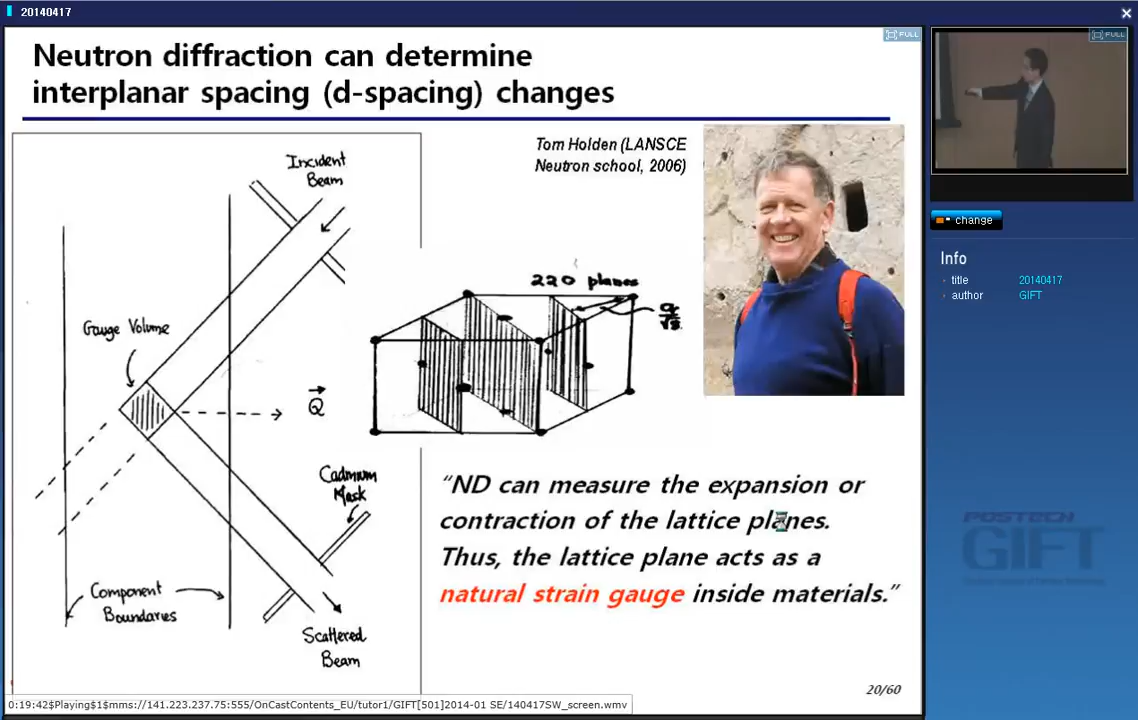 20140417
FULL
Neutron diffraction can determine
interplanar spacing (d-spacing) changes
Tom Holden (LANSCE
Neutron school, 2006)
Incident
Beam
220 planes
Gauge Volume
Q
Cadmium
Mask
Component
Boundaries
Scattered
Beam
"ND can measure the expansion or
contraction of the lattice planes.
Thus, the lattice plane acts as a
natural strain gauge inside materials."
20/60
0:19:42$Playing$1$mms://141.223.237.75:555/OnCastContents_EU/tutor1/GIFT[501]2014-01 SE/140417SW_screen.wmv
FULL
change
Info
title 20140417
author GIFT
POSTECH
GIFT